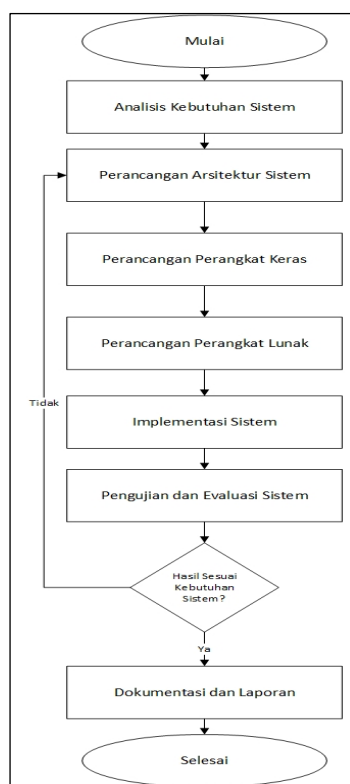 Mulai
Analisis Kebutuhan Sistem
Perancangan Arsitektur Sistem
Perancangan Perangkat Keras
Perancangan Perangkat Lunak
Tidak
Implementasi Sistem
Pengujian dan Evaluasi Sistem
Hasil Sesuai
Kebutuhan
Sistem?
Ya
Dokumentasi dan Laporan
Selesai